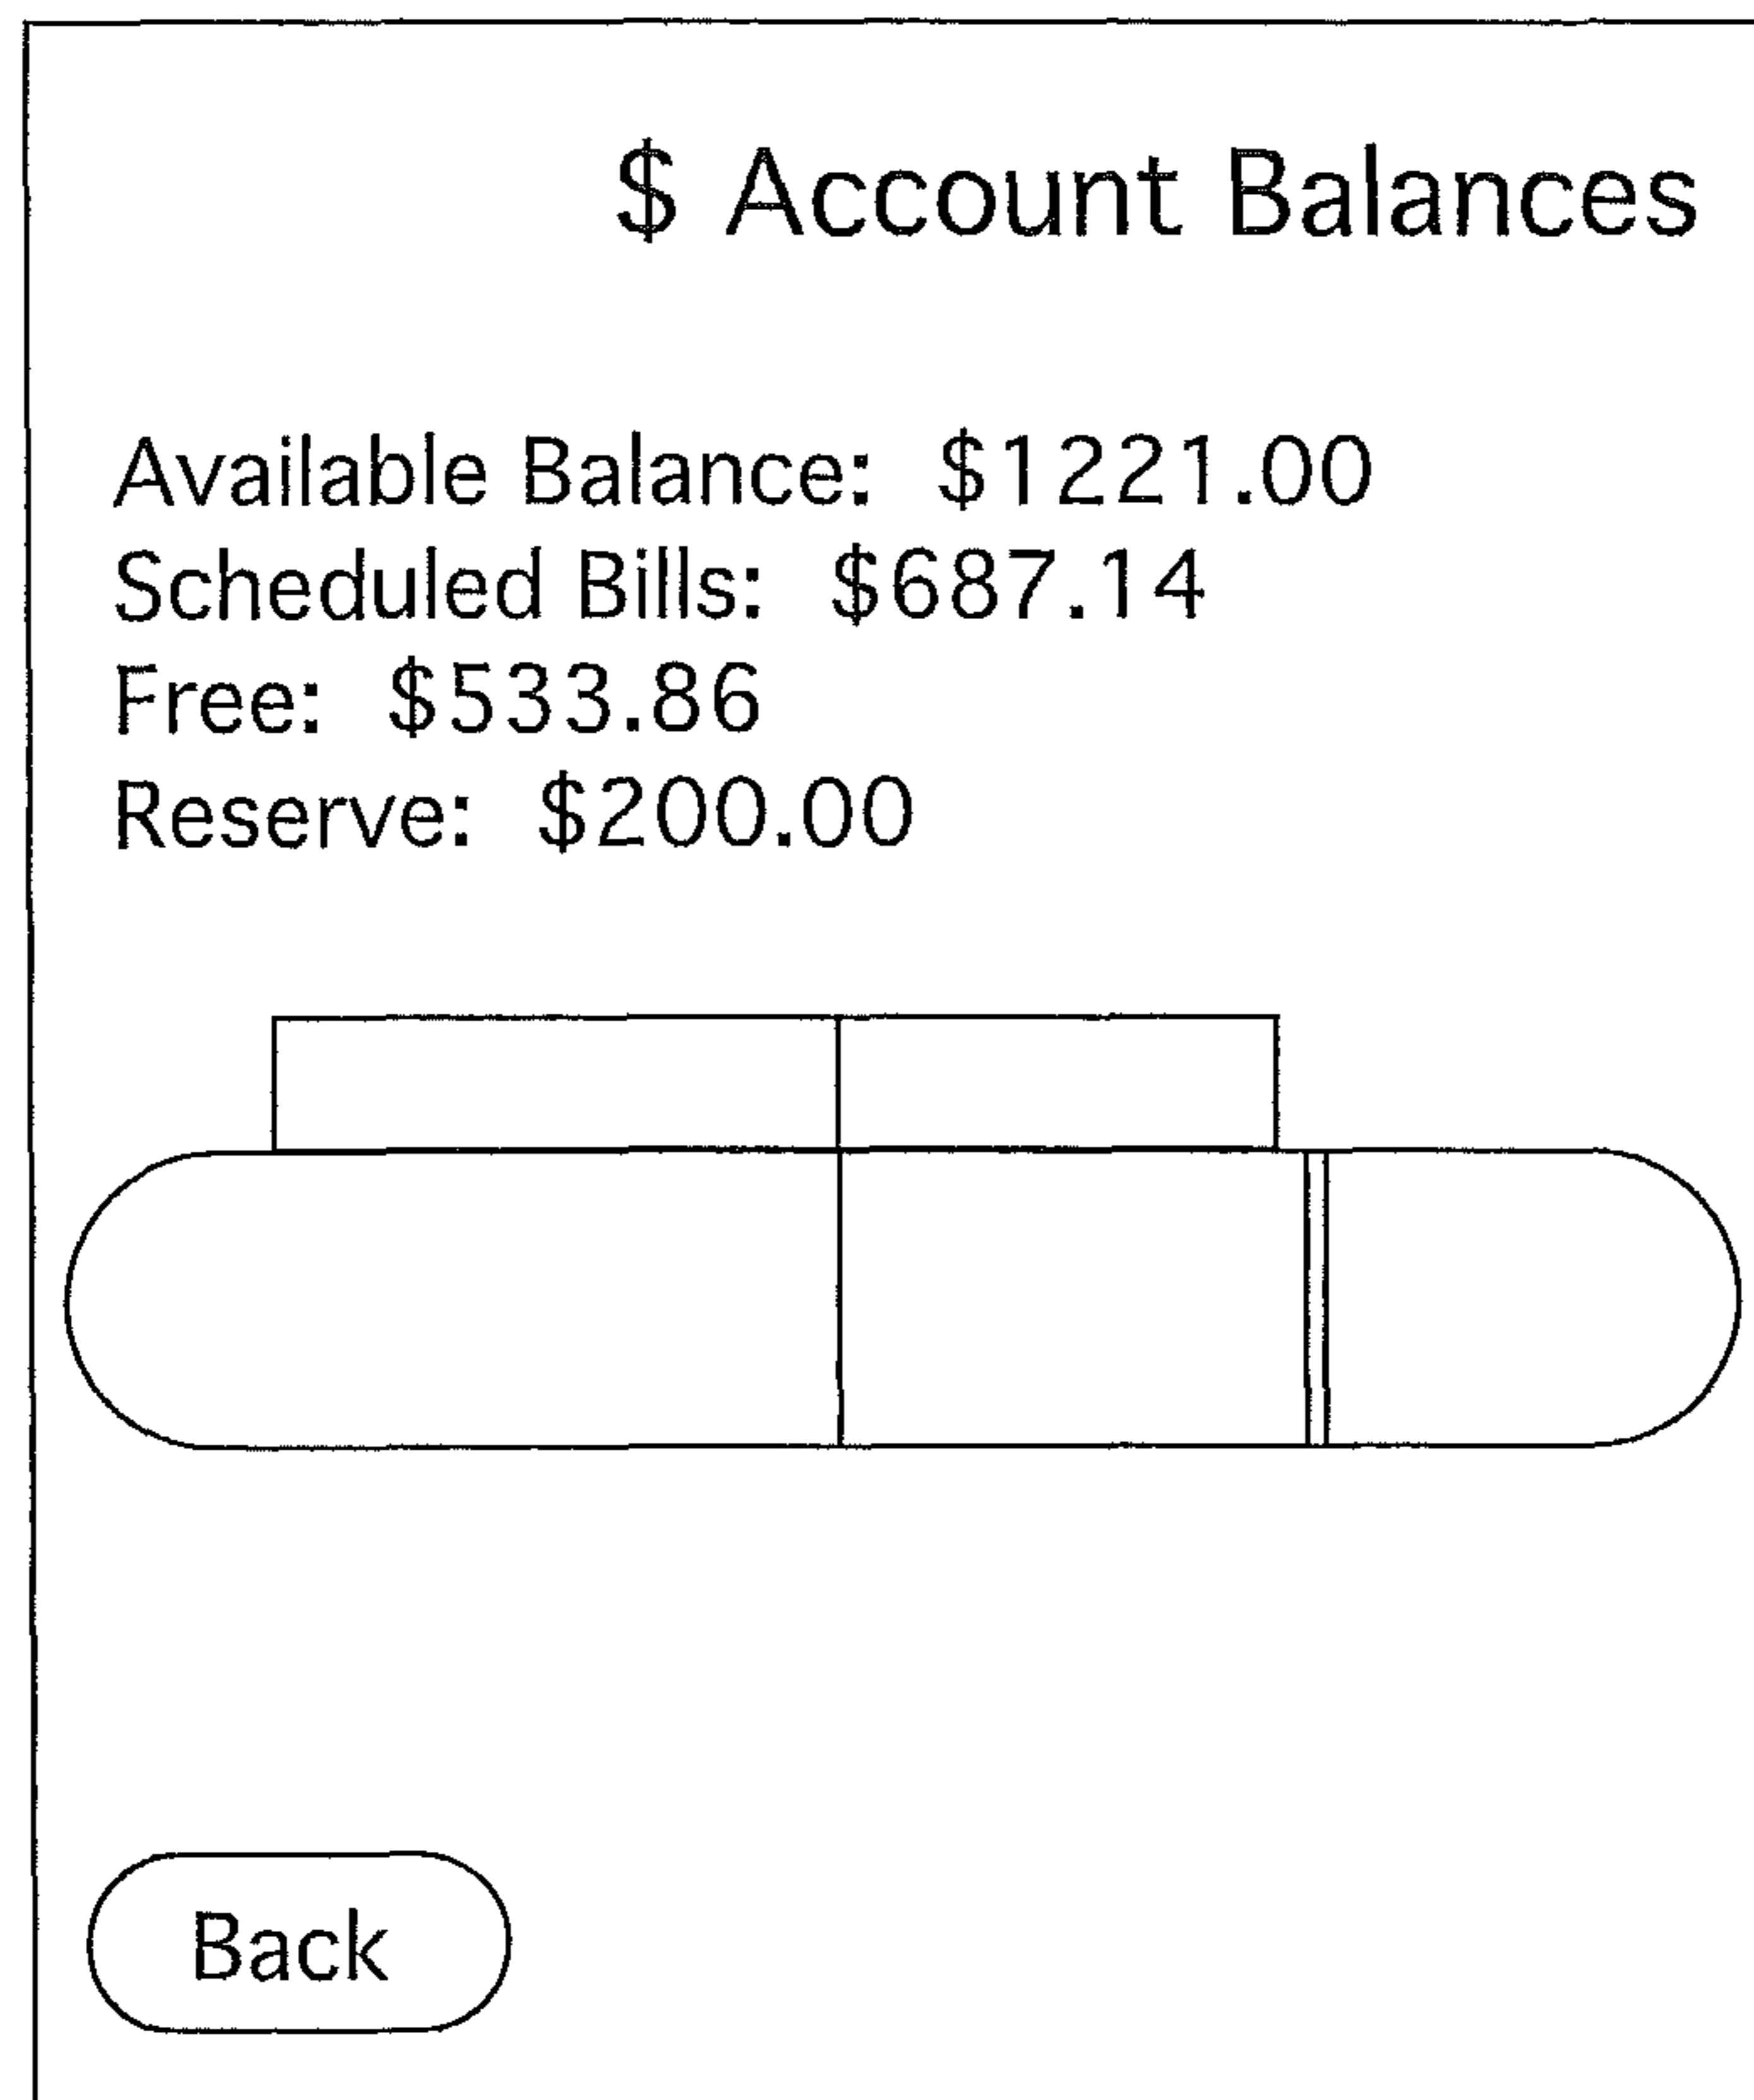 $ Account Balances
Available Balance: $1221.00
Scheduled Bills: $687.14
Free: $533.86
Reserve: $200.00
Back